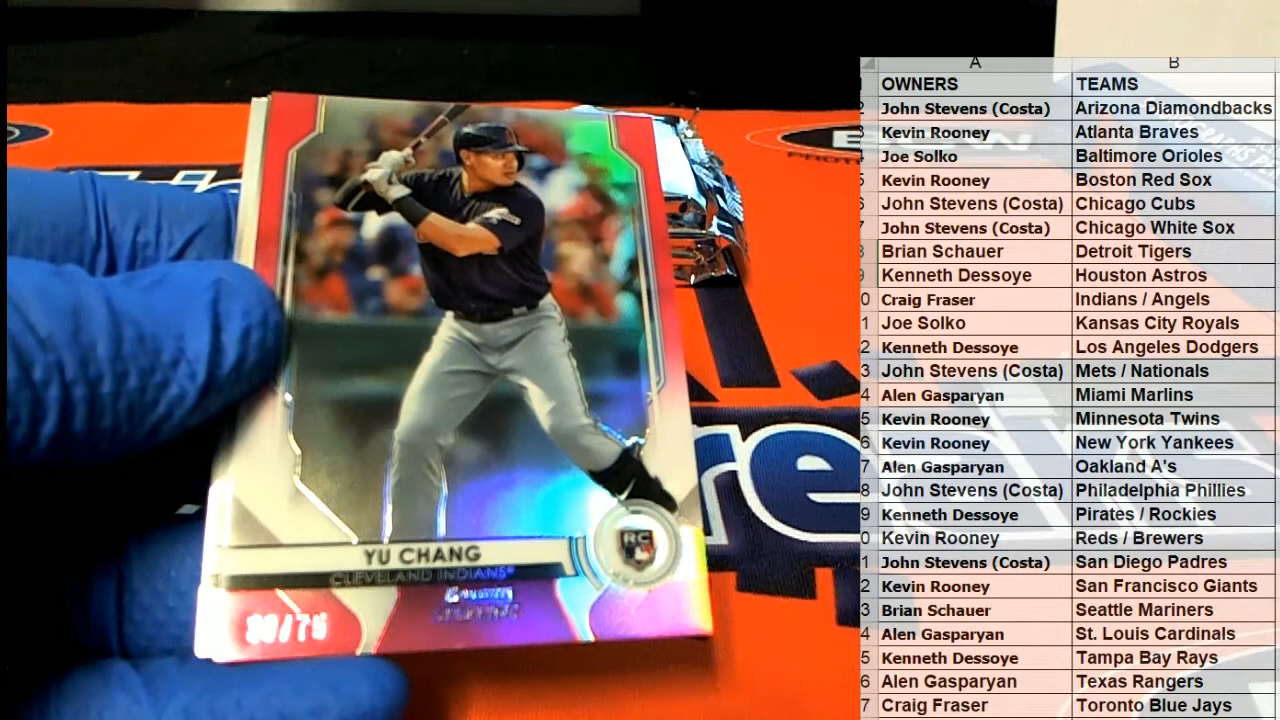 YU CHANG
CLEVELAND INDIANS
RC
A B
OWNERS TEAMS
John Stevens (Costa) Arizona Diamondbacks
Kevin Rooney Atlanta Braves
Joe Solko Baltimore Orioles
Kevin Rooney Boston Red Sox
John Stevens (Costa) Chicago Cubs
John Stevens (Costa) Chicago White Sox
Brian Schauer Detroit Tigers
Kenneth Dessoye Houston Astros
Craig Fraser Indians / Angels
Joe Solko Kansas City Royals
Kenneth Dessoye Los Angeles Dodgers
John Stevens (Costa) Mets / Nationals
Alen Gasparyan Miami Marlins
Kevin Rooney Minnesota Twins
Kevin Rooney New York Yankees
Alen Gasparyan Oakland A's
John Stevens (Costa) Philadelphia Phillies
Kenneth Dessoye Pirates / Rockies
Kevin Rooney Reds / Brewers
John Stevens (Costa) San Diego Padres
Kevin Rooney San Francisco Giants
Brian Schauer Seattle Mariners
Alen Gasparyan St. Louis Cardinals
Kenneth Dessoye Tampa Bay Rays
Alen Gasparyan Texas Rangers
Craig Fraser Toronto Blue Jays